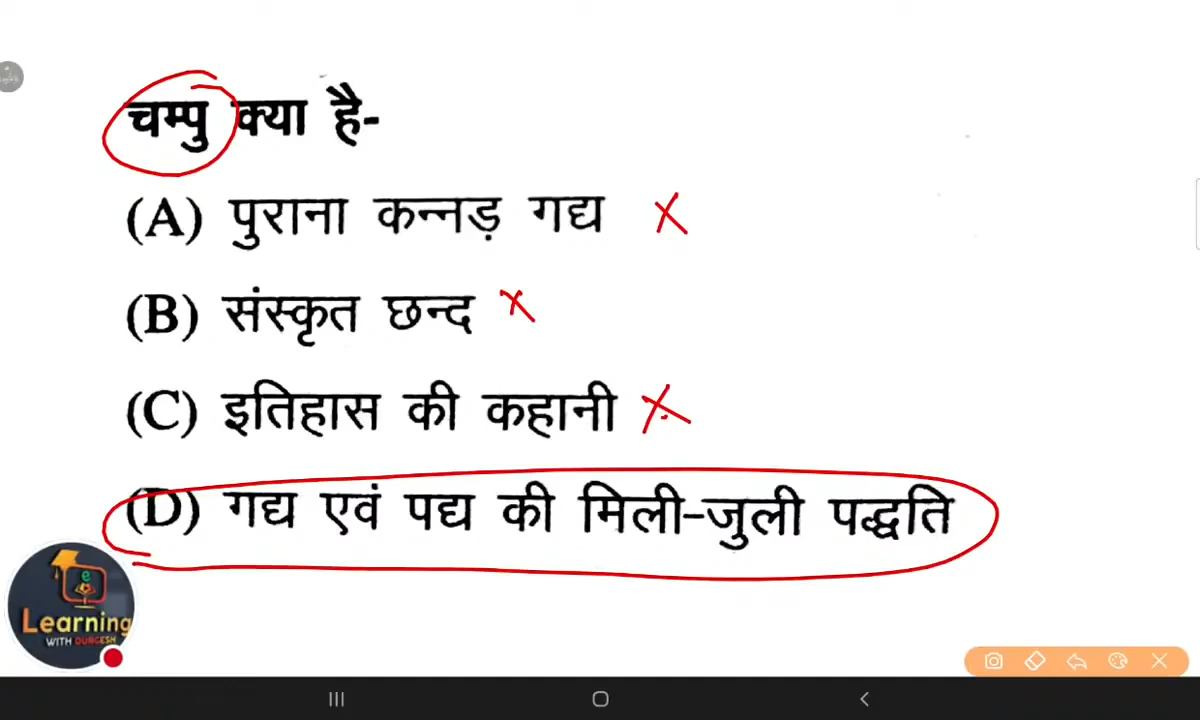 चम्पु क्या है-
(A) पुराना कन्नड़ गद्य
(B) संस्कृत छन्द
(C) इतिहास की कहानी
(D) गद्य एवं पद्य की मिली-जुली पद्धति
e
Learning
WITH DURGESH